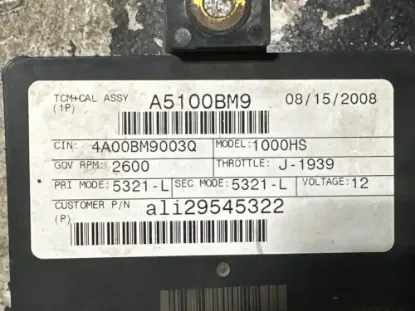 TCM+CAL ASSY A5100BM9 08/15/2008
(1P)
CIN: 4A00BM9003Q MODEL: 1000HS
GOV RPM: 2600 THROTTLE: J-1939
PRI MODE: 5321-L SEC MODE: 5321-L VOLTAGE: 12
CUSTOMER P/N ali29545322
(P)